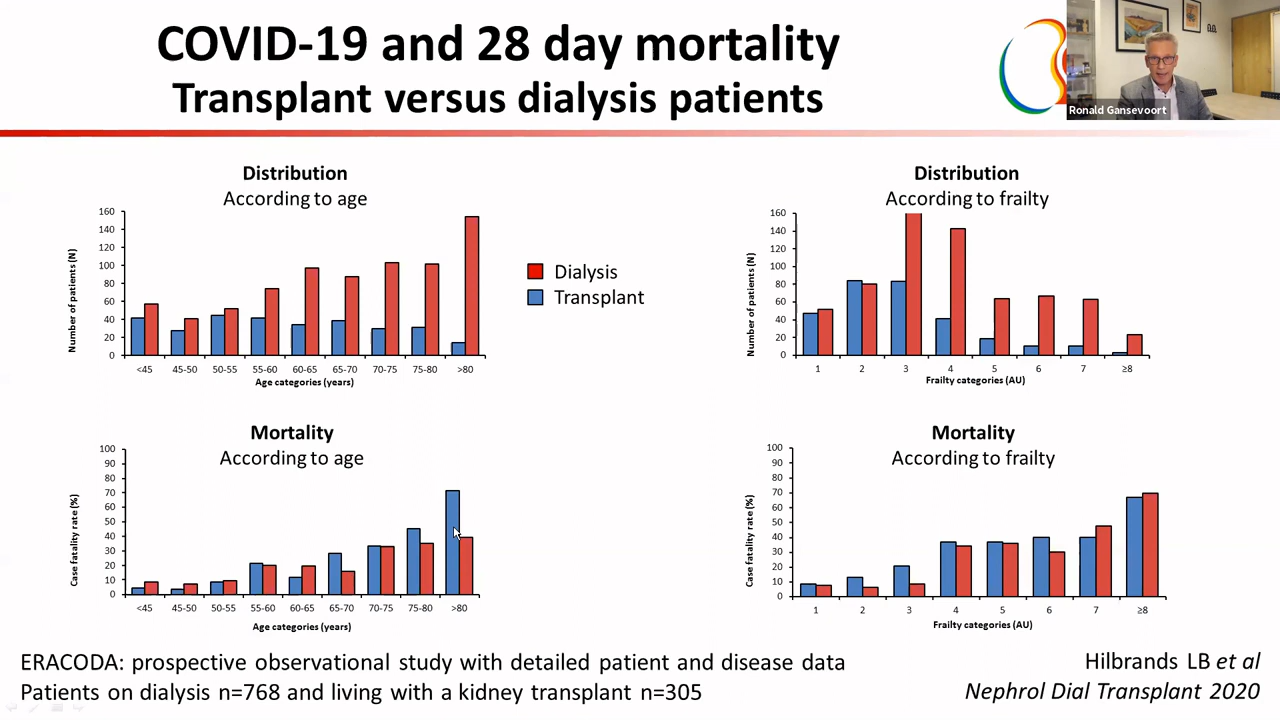 COVID-19 and 28 day mortality
Transplant versus dialysis patients
Ronald Gansevoort
Distribution
According to age
Number of patients (N)
160
140
120
100
80
60
40
20
0
<45 45-50 50-55 55-60 60-65 65-70 70-75 75-80 >80
Age categories (years)
Dialysis
Transplant
Distribution
According to frailty
Number of patients (N)
160
140
120
100
80
60
40
20
0
1 2 3 4 5 6 7 ≥8
Frailty categories (AU)
Mortality
According to age
Case fatality rate (%)
100
90
80
70
60
50
40
30
20
10
0
<45 45-50 50-55 55-60 60-65 65-70 70-75 75-80 >80
Age categories (years)
Mortality
According to frailty
Case fatality rate (%)
100
90
80
70
60
50
40
30
20
10
0
1 2 3 4 5 6 7 ≥8
Frailty categories (AU)
ERACODA: prospective observational study with detailed patient and disease data
Patients on dialysis n=768 and living with a kidney transplant n=305
Hilbrands LB et al
Nephrol Dial Transplant 2020